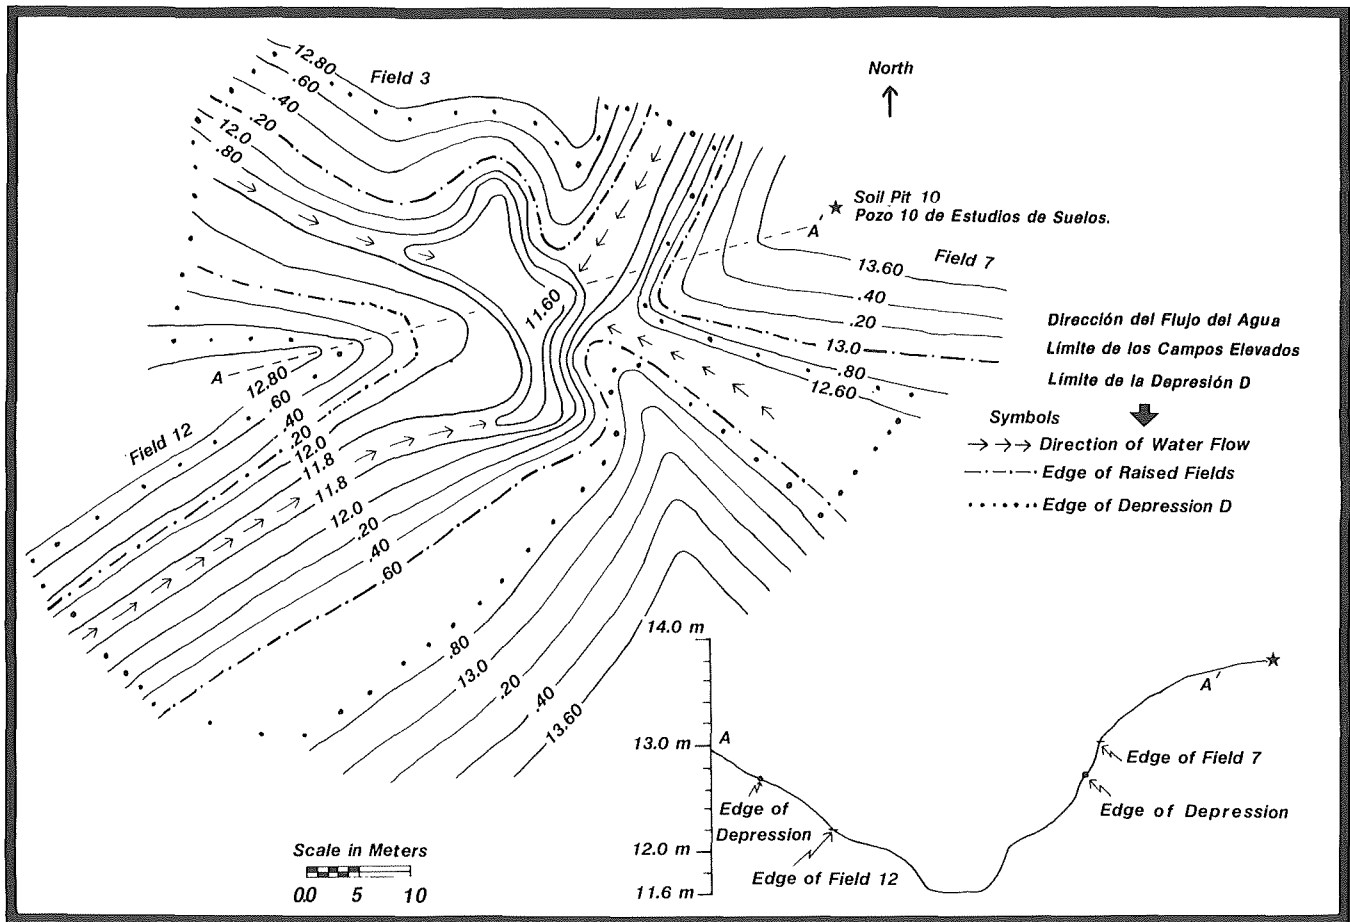 12.80
Field 3
North
.60
.40
.20
12.0
.80
Soil Pit 10
Pozo 10 de Estudios de Suelos.
A'
Field 7
13.60
.40
.20
13.0
.80
12.60
11.60
Dirección del Flujo del Agua
Límite de los Campos Elevados
Límite de la Depresión D
Symbols
Direction of Water Flow
Edge of Raised Fields
Edge of Depression D
A
12.80
.60
.40
.20
12.0
11.8
Field 12
11.8
12.0
.20
.40
.60
.80
13.0
.20
.40
13.60
14.0 m
13.0 m
12.0 m
11.6 m
A
A'
Edge of Field 7
Edge of Depression
Edge of
Depression
Edge of Field 12
Scale in Meters
0.0 5 10